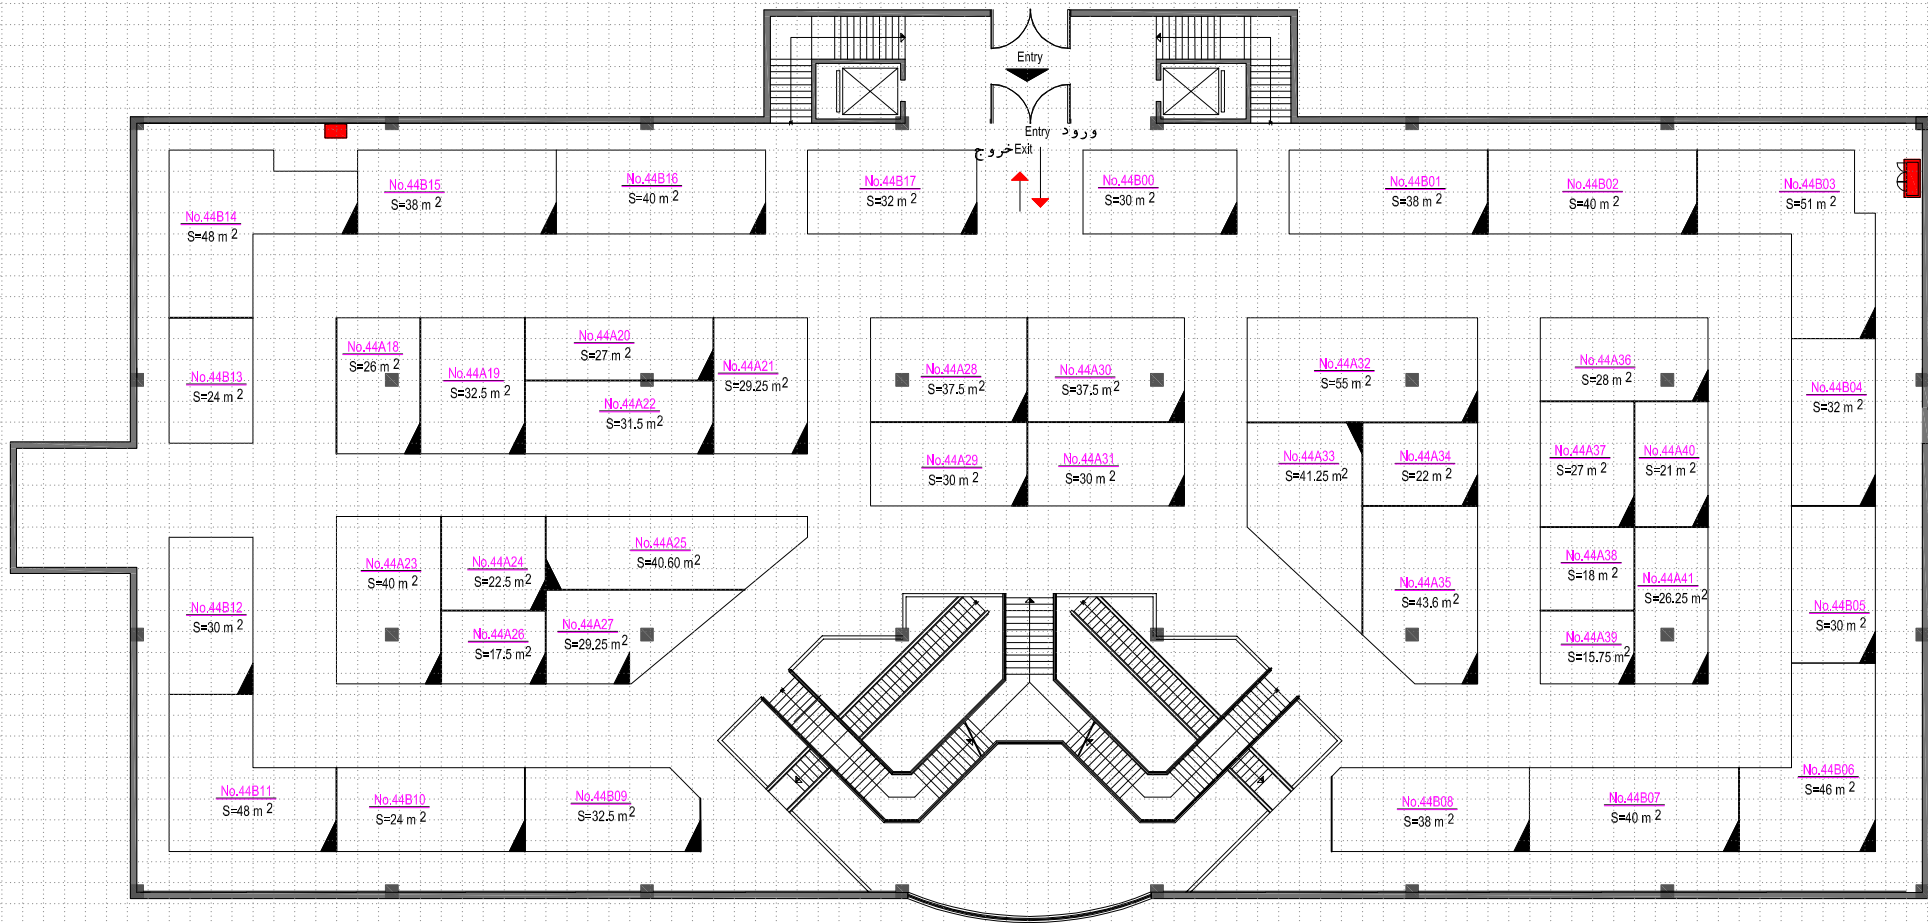 Entry
Entry ورود
خروج Exit
No.44B14
S=48 m 2
No.44B15
S=38 m 2
No.44B16
S=40 m 2
No.44B17
S=32 m 2
No.44B00
S=30 m 2
No.44B01
S=38 m 2
No.44B02
S=40 m 2
No.44B03
S=51 m 2
No.44B13
S=24 m 2
No.44A18
S=26 m 2
No.44A19
S=32.5 m 2
No.44A20
S=27 m 2
No.44A22
S=31.5 m 2
No.44A21
S=29.25 m 2
No.44A28
S=37.5 m 2
No.44A30
S=37.5 m 2
No.44A29
S=30 m 2
No.44A31
S=30 m 2
No.44A32
S=55 m 2
No.44A33
S=41.25 m 2
No.44A34
S=22 m 2
No.44A35
S=43.6 m 2
No.44A36
S=28 m 2
No.44A37
S=27 m 2
No.44A40
S=21 m 2
No.44A38
S=18 m 2
No.44A41
S=26.25 m 2
No.44A39
S=15.75 m 2
No.44B04
S=32 m 2
No.44B05
S=30 m 2
No.44B12
S=30 m 2
No.44A23
S=40 m 2
No.44A24
S=22.5 m 2
No.44A25
S=40.60 m 2
No.44A26
S=17.5 m 2
No.44A27
S=29.25 m 2
No.44B11
S=48 m 2
No.44B10
S=24 m 2
No.44B09
S=32.5 m 2
No.44B08
S=38 m 2
No.44B07
S=40 m 2
No.44B06
S=46 m 2